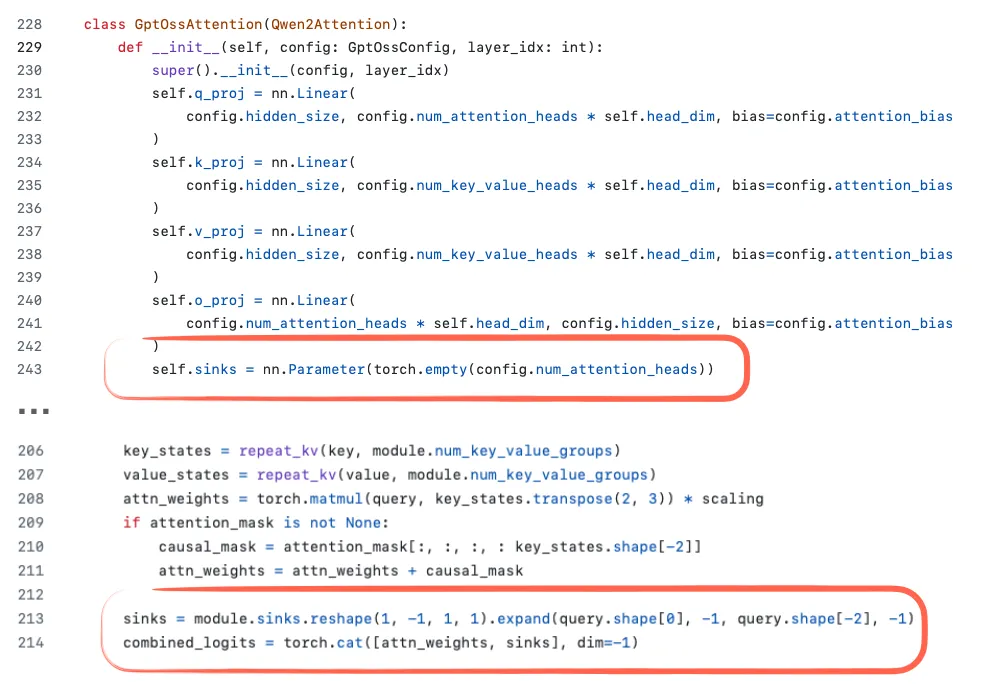 228 class GptOssAttention(Qwen2Attention):
229 def __init__(self, config: GptOssConfig, layer_idx: int):
230 super().__init__(config, layer_idx)
231 self.q_proj = nn.Linear(
232 config.hidden_size, config.num_attention_heads * self.head_dim, bias=config.attention_bias
233 )
234 self.k_proj = nn.Linear(
235 config.hidden_size, config.num_key_value_heads * self.head_dim, bias=config.attention_bias
236 )
237 self.v_proj = nn.Linear(
238 config.hidden_size, config.num_key_value_heads * self.head_dim, bias=config.attention_bias
239 )
240 self.o_proj = nn.Linear(
241 config.num_attention_heads * self.head_dim, config.hidden_size, bias=config.attention_bias
242 )
243 self.sinks = nn.Parameter(torch.empty(config.num_attention_heads))
...
206 key_states = repeat_kv(key, module.num_key_value_groups)
207 value_states = repeat_kv(value, module.num_key_value_groups)
208 attn_weights = torch.matmul(query, key_states.transpose(2, 3)) * scaling
209 if attention_mask is not None:
210 causal_mask = attention_mask[:, :, :, : key_states.shape[-2]]
211 attn_weights = attn_weights + causal_mask
212
213 sinks = module.sinks.reshape(1, -1, 1, 1).expand(query.shape[0], -1, query.shape[-2], -1)
214 combined_logits = torch.cat([attn_weights, sinks], dim=-1)